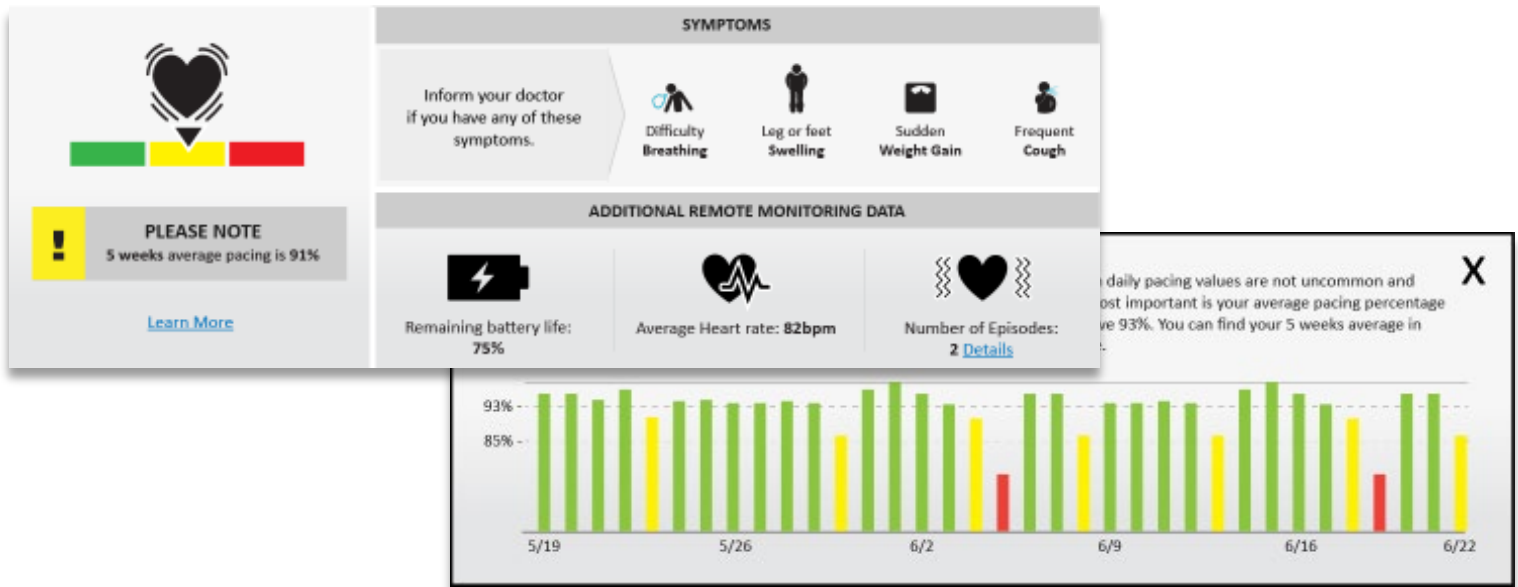 SYMPTOMS
Inform your doctor
if you have any of these
symptoms.
Difficulty
Breathing
Leg or feet
Swelling
Sudden
Weight Gain
Frequent
Cough
!
PLEASE NOTE
5 weeks average pacing is 91%
Learn More
ADDITIONAL REMOTE MONITORING DATA
Remaining battery life:
75%
Average Heart rate: 82bpm
Number of Episodes:
2 Details
X
daily pacing values are not uncommon and
important is your average pacing percentage
93%. You can find your 5 weeks average in
93% -
85% -
5/19
5/26
6/2
6/9
6/16
6/22